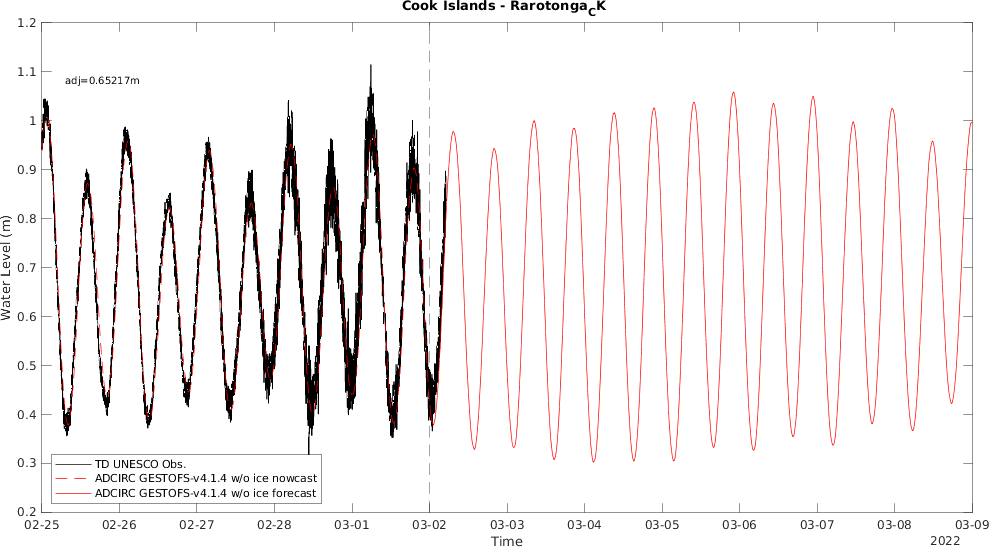 Cook Islands - Rarotonga_CK
1.2
1.1
1
0.9
0.8
0.7
0.6
0.5
0.4
0.3
0.2
Water Level (m)
adj=0.65217m
TD UNESCO Obs.
ADCIRC GESTOFS-v4.1.4 w/o ice nowcast
ADCIRC GESTOFS-v4.1.4 w/o ice forecast
02-25 02-26 02-27 02-28 03-01 03-02 03-03 03-04 03-05 03-06 03-07 03-08 03-09
Time
2022